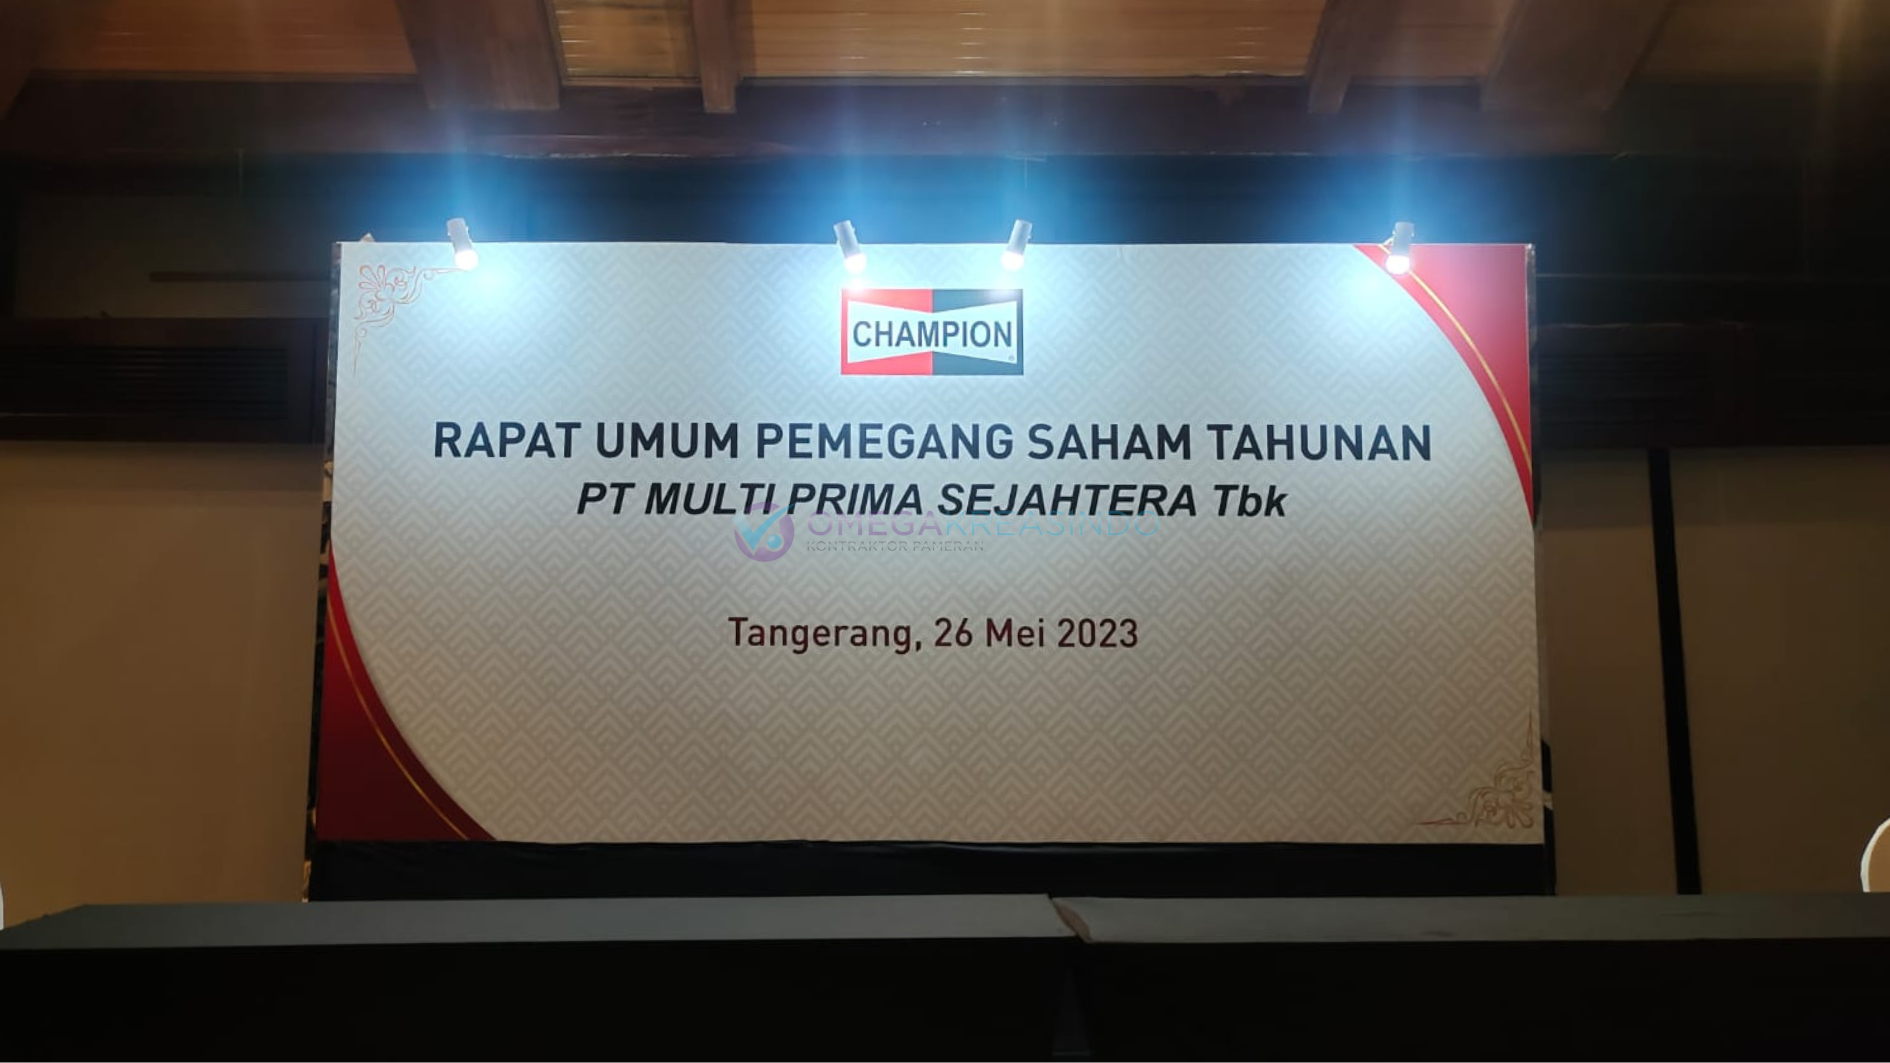 CHAMPION
RAPAT UMUM PEMEGANG SAHAM TAHUNAN
PT MULTI PRIMA SEJAHTERA Tbk
OMEGAKREASINDO
KONTRAKTOR PAMERAN
Tangerang, 26 Mei 2023